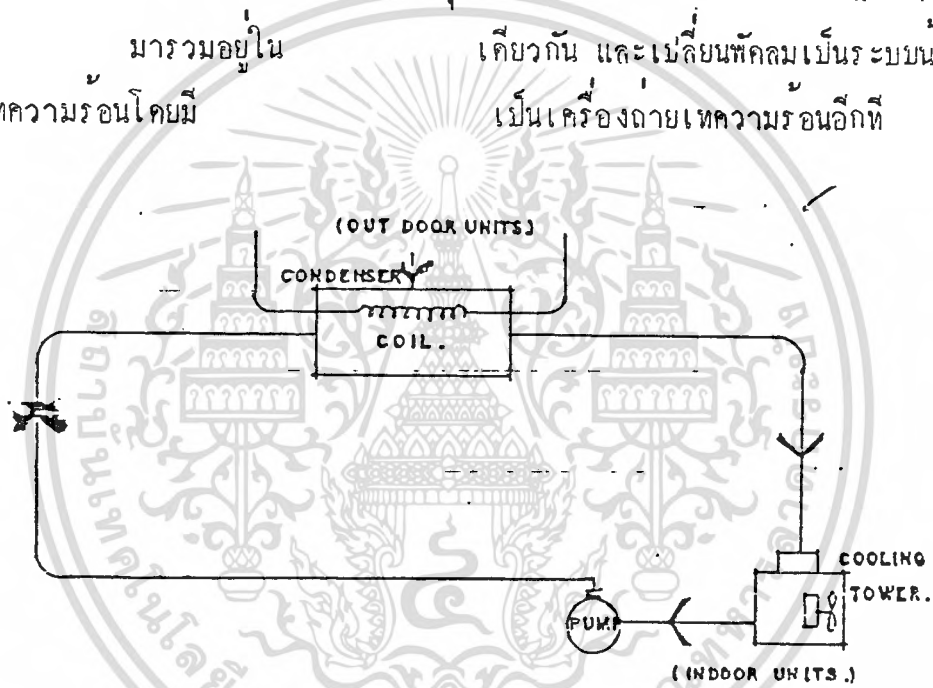 มารวมอยู่ใน เดียวกัน และเปลี่ยนพัดลมเป็นระบบน้
ทความร้อนโดยมี เป็นเครื่องถ่ายเทความร้อนอีกที
(OUT DOOR UNITS)
CONDENSER
COIL.
COOLING
TOWER.
PUMP
(INDOOR UNITS.)